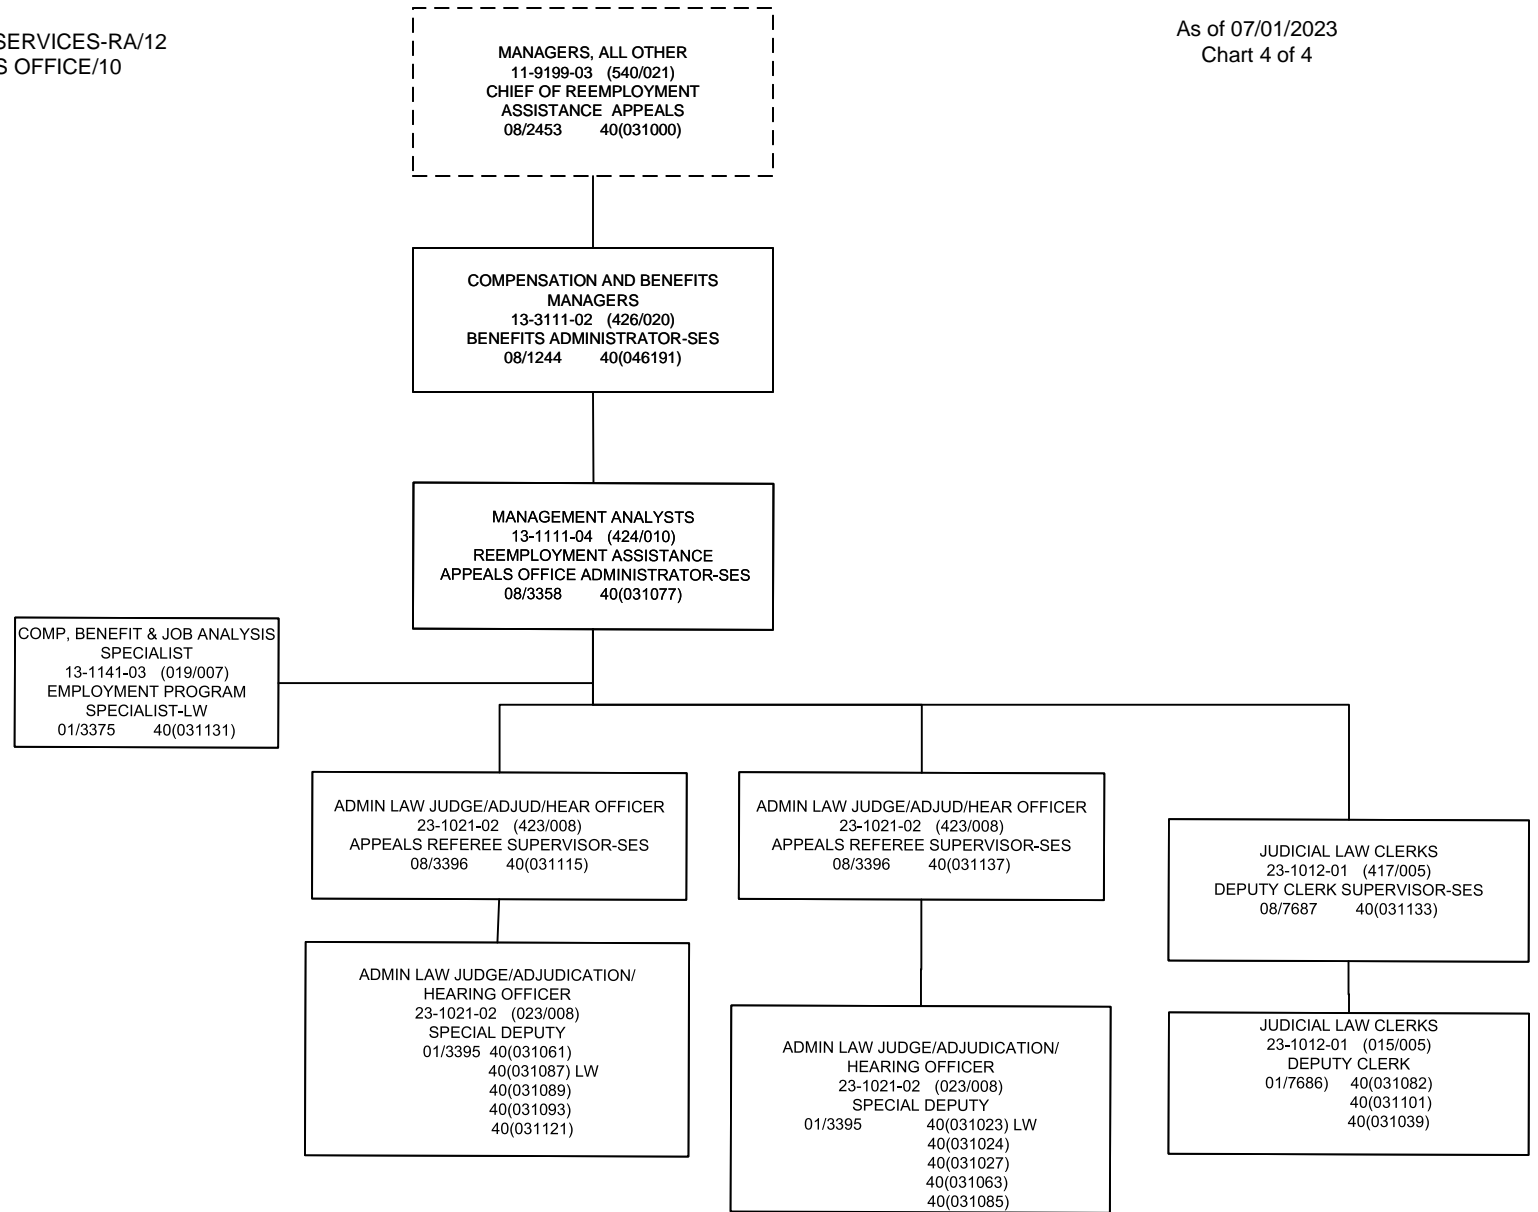 SERVICES-RA/12
S OFFICE/10
As of 07/01/2023
Chart 4 of 4
MANAGERS, ALL OTHER
11-9199-03 (540/021)
CHIEF OF REEMPLOYMENT
ASSISTANCE APPEALS
08/2453 40(031000)
COMPENSATION AND BENEFITS
MANAGERS
13-3111-02 (426/020)
BENEFITS ADMINISTRATOR-SES
08/1244 40(046191)
MANAGEMENT ANALYSTS
13-1111-04 (424/010)
REEMPLOYMENT ASSISTANCE
APPEALS OFFICE ADMINISTRATOR-SES
08/3358 40(031077)
COMP, BENEFIT & JOB ANALYSIS
SPECIALIST
13-1141-03 (019/007)
EMPLOYMENT PROGRAM
SPECIALIST-LW
01/3375 40(031131)
ADMIN LAW JUDGE/ADJUD/HEAR OFFICER
23-1021-02 (423/008)
APPEALS REFEREE SUPERVISOR-SES
08/3396 40(031115)
ADMIN LAW JUDGE/ADJUD/HEAR OFFICER
23-1021-02 (423/008)
APPEALS REFEREE SUPERVISOR-SES
08/3396 40(031137)
JUDICIAL LAW CLERKS
23-1012-01 (417/005)
DEPUTY CLERK SUPERVISOR-SES
08/7687 40(031133)
ADMIN LAW JUDGE/ADJUDICATION/
HEARING OFFICER
23-1021-02 (023/008)
SPECIAL DEPUTY
01/3395 40(031061)
40(031087) LW
40(031089)
40(031093)
40(031121)
ADMIN LAW JUDGE/ADJUDICATION/
HEARING OFFICER
23-1021-02 (023/008)
SPECIAL DEPUTY
01/3395 40(031023) LW
40(031024)
40(031027)
40(031063)
40(031085)
JUDICIAL LAW CLERKS
23-1012-01 (015/005)
DEPUTY CLERK
01/7686) 40(031082)
40(031101)
40(031039)